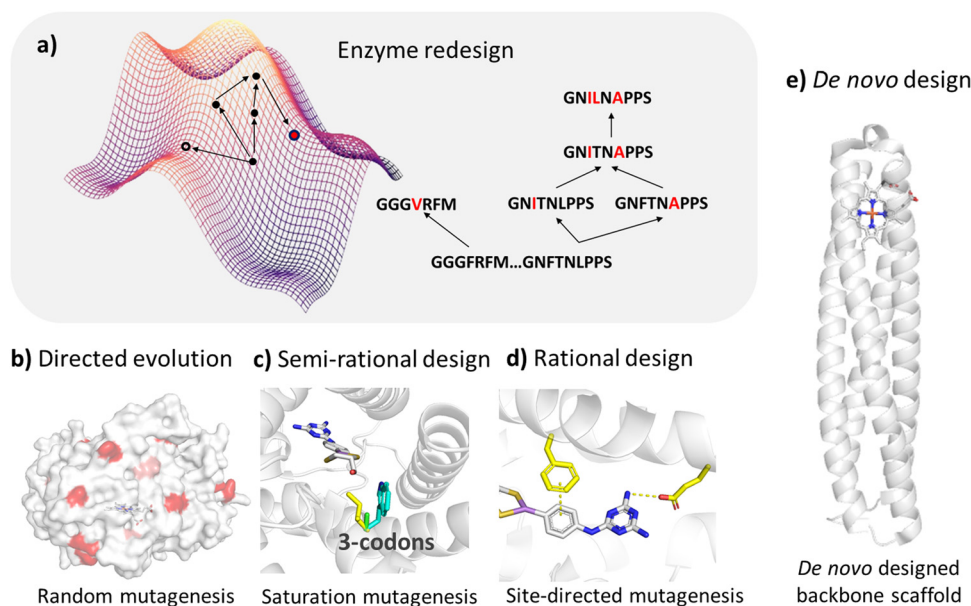 a)
Enzyme redesign
GNILNAPPS
GNITNAPPS
GGGVRFM
GNITNLPPS
GNFTNAPPS
GGGFRFM...GNFTNLPPS
e) De novo design
b) Directed evolution
c) Semi-rational design
d) Rational design
3-codons
Random mutagenesis
Saturation mutagenesis
Site-directed mutagenesis
De novo designed
backbone scaffold